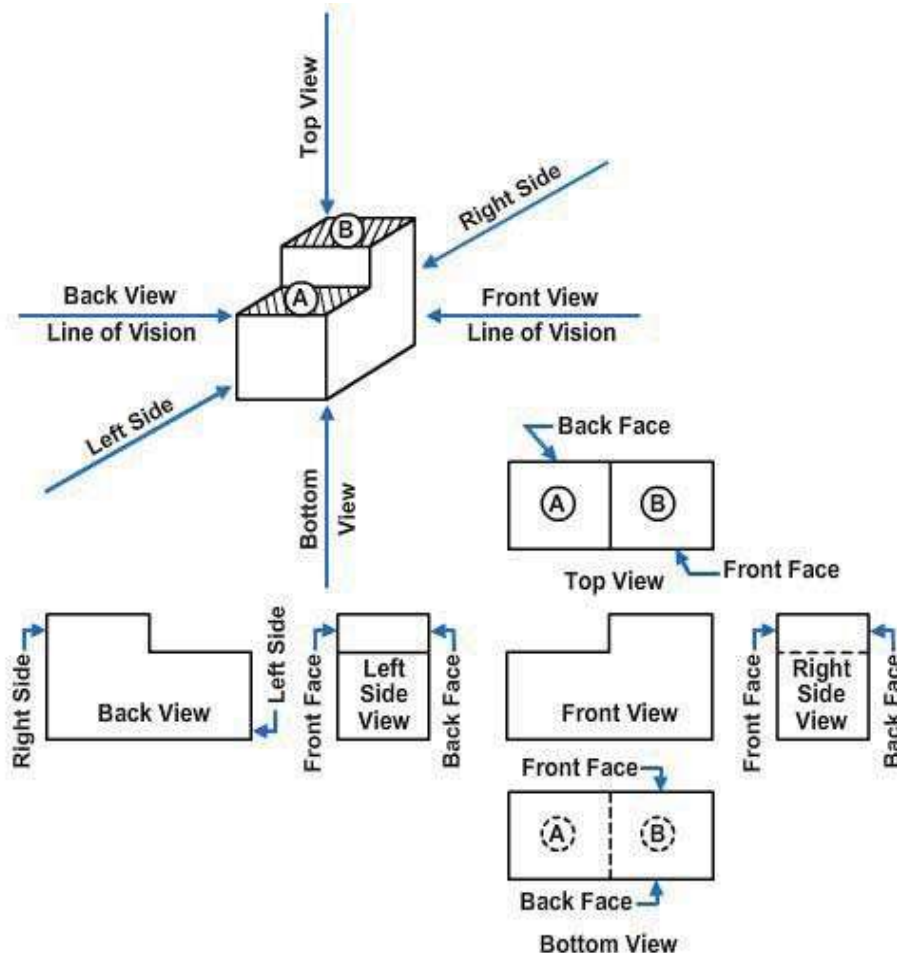 Top View
B
Right Side
A
Back View
Line of Vision
Front View
Line of Vision
Left Side
Bottom
View
Back Face
A
B
Front Face
Top View
Right Side
Back View
Left Side
Front Face
Left
Side
View
Back Face
Front View
Front Face
Right
Side
View
Back Face
Front Face
A
B
Back Face
Bottom View